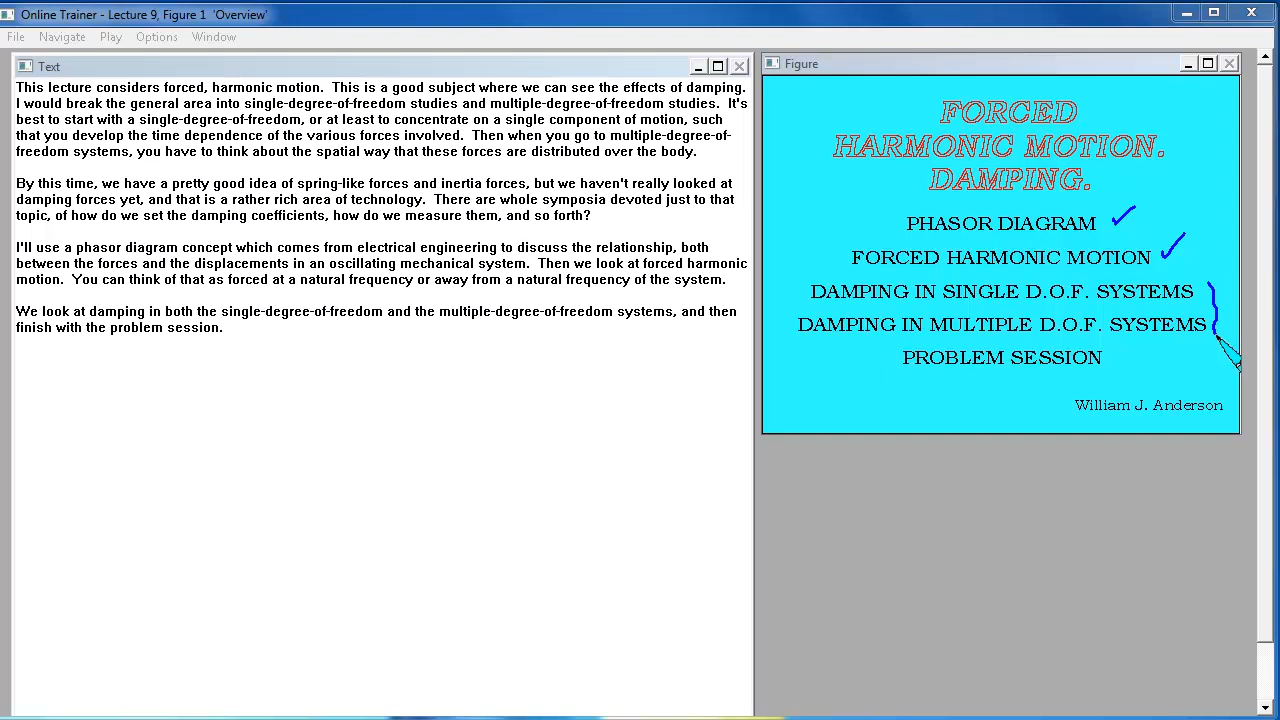 Online Trainer - Lecture 9, Figure 1  'Overview'
File  Navigate  Play  Options  Window
Text
This lecture considers forced, harmonic motion.  This is a good subject where we can see the effects of damping.
I would break the general area into single-degree-of-freedom studies and multiple-degree-of-freedom studies.  It's
best to start with a single-degree-of-freedom, or at least to concentrate on a single component of motion, such
that you develop the time dependence of the various forces involved.  Then when you go to multiple-degree-of-
freedom systems, you have to think about the spatial way that these forces are distributed over the body.
By this time, we have a pretty good idea of spring-like forces and inertia forces, but we haven't really looked at
damping forces yet, and that is a rather rich area of technology.  There are whole symposia devoted just to that
topic, of how do we set the damping coefficients, how do we measure them, and so forth?
I'll use a phasor diagram concept which comes from electrical engineering to discuss the relationship, both
between the forces and the displacements in an oscillating mechanical system.  Then we look at forced harmonic
motion.  You can think of that as forced at a natural frequency or away from a natural frequency of the system.
We look at damping in both the single-degree-of-freedom and the multiple-degree-of-freedom systems, and then
finish with the problem session.
Figure
FORCED
HARMONIC MOTION.
DAMPING.
PHASOR DIAGRAM
FORCED HARMONIC MOTION
DAMPING IN SINGLE D.O.F. SYSTEMS
DAMPING IN MULTIPLE D.O.F. SYSTEMS
PROBLEM SESSION
William J. Anderson